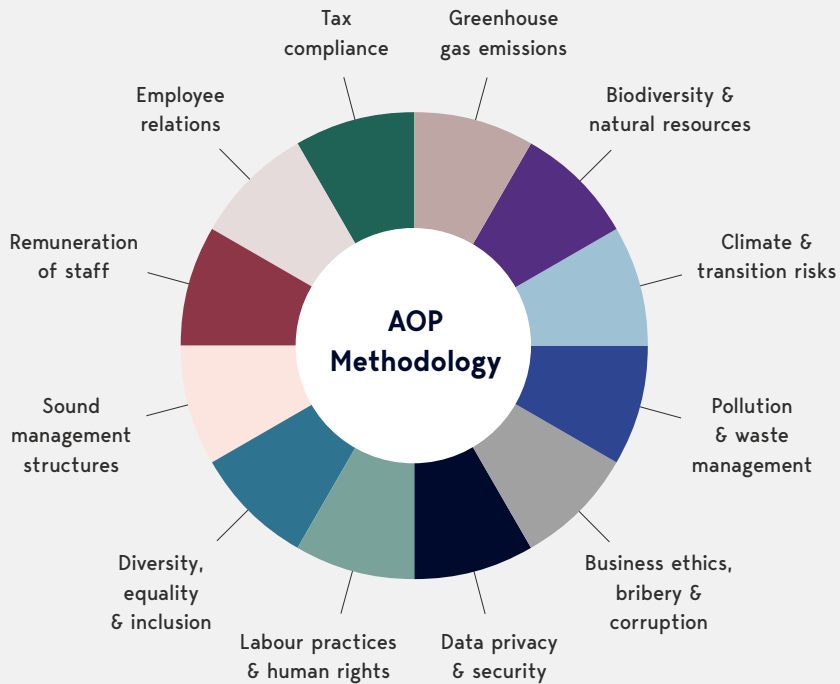 Tax
compliance
Greenhouse
gas emissions
Biodiversity &
natural resources
Climate &
transition risks
Pollution
& waste
management
Business ethics,
bribery &
corruption
Data privacy
& security
Labour practices
& human rights
Diversity,
equality
& inclusion
Sound
management
structures
Remuneration
of staff
Employee
relations
AOP
Methodology